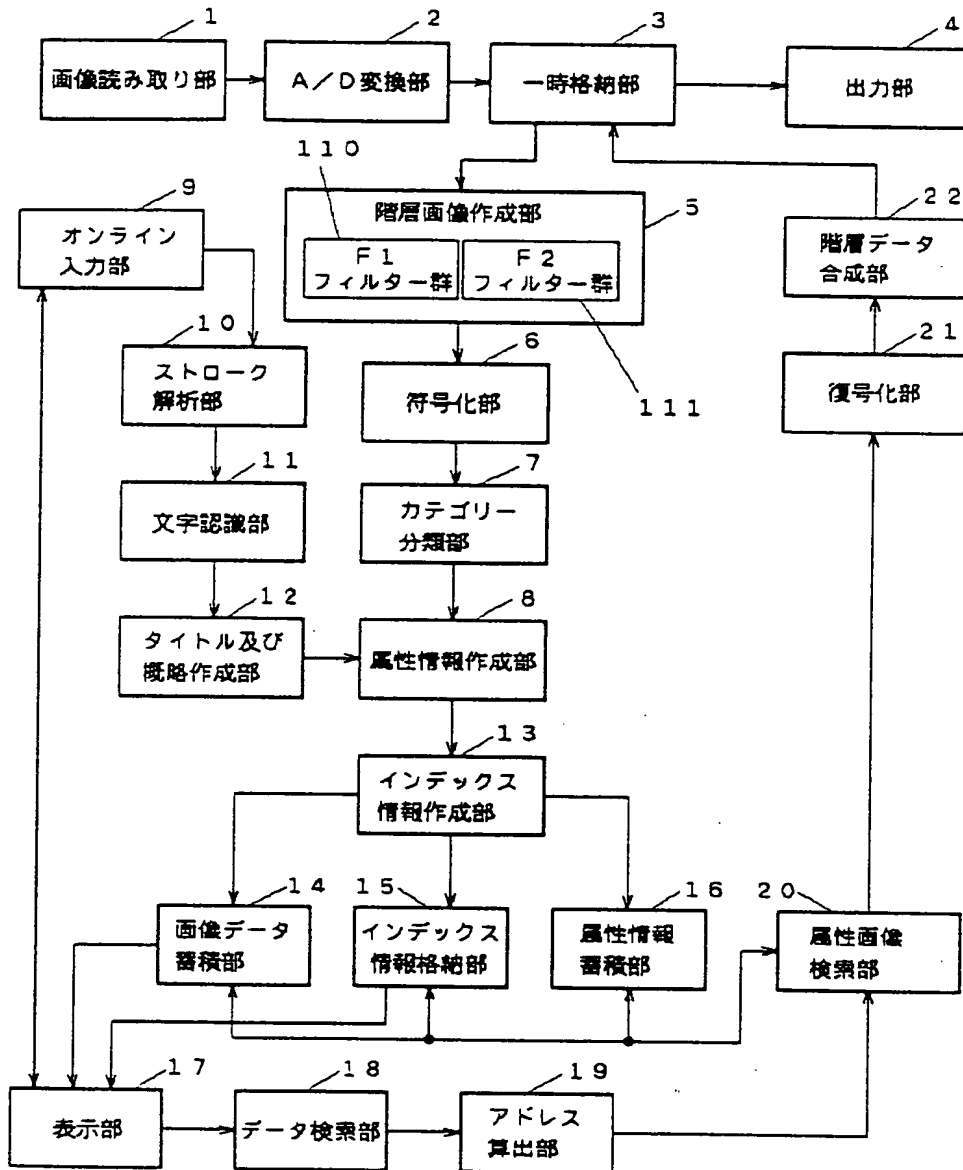 1
画像読み取り部
2
A/D変換部
3
一時格納部
4
出力部
110
5
階層画像作成部
F1
フィルター群
F2
フィルター群
111
22
階層データ
合成部
9
オンライン
入力部
10
ストローク
解析部
6
符号化部
21
復号化部
11
文字認識部
7
カテゴリー
分類部
12
タイトル及び
概略作成部
8
属性情報作成部
13
インデックス
情報作成部
14
画像データ
蓄積部
15
インデックス
情報格納部
16
属性情報
蓄積部
20
属性画像
検索部
17
表示部
18
データ検索部
19
アドレス
算出部